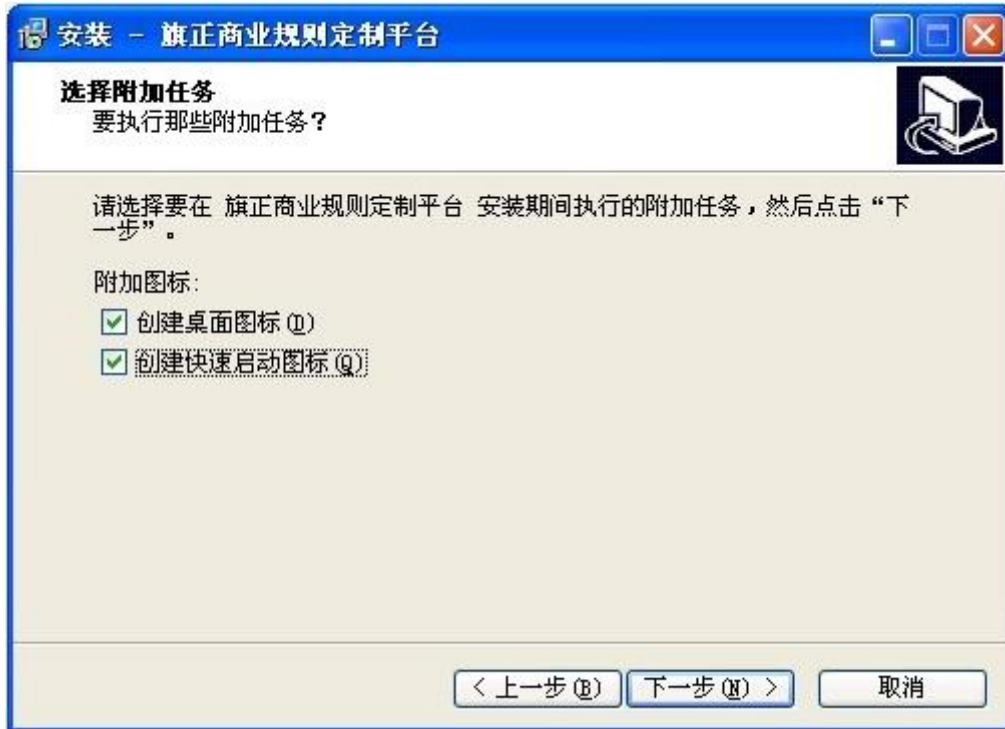 安装 - 旗正商业规则定制平台
选择附加任务
要执行那些附加任务？
请选择要在 旗正商业规则定制平台 安装期间执行的附加任务，然后点击“下
一步”。
附加图标:
创建桌面图标(D)
创建快速启动图标(Q)
< 上一步(B) 下一步(N) > 取消